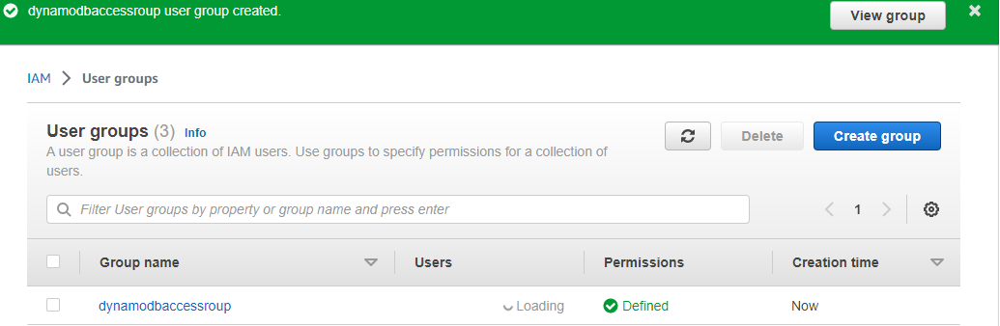 dynamodbaccessroup user group created.
View group
IAM > User groups
User groups (3) Info
A user group is a collection of IAM users. Use groups to specify permissions for a collection of
users.
Delete
Create group
Filter User groups by property or group name and press enter
1
Group name Users Permissions Creation time
dynamodbaccessroup Loading Defined Now